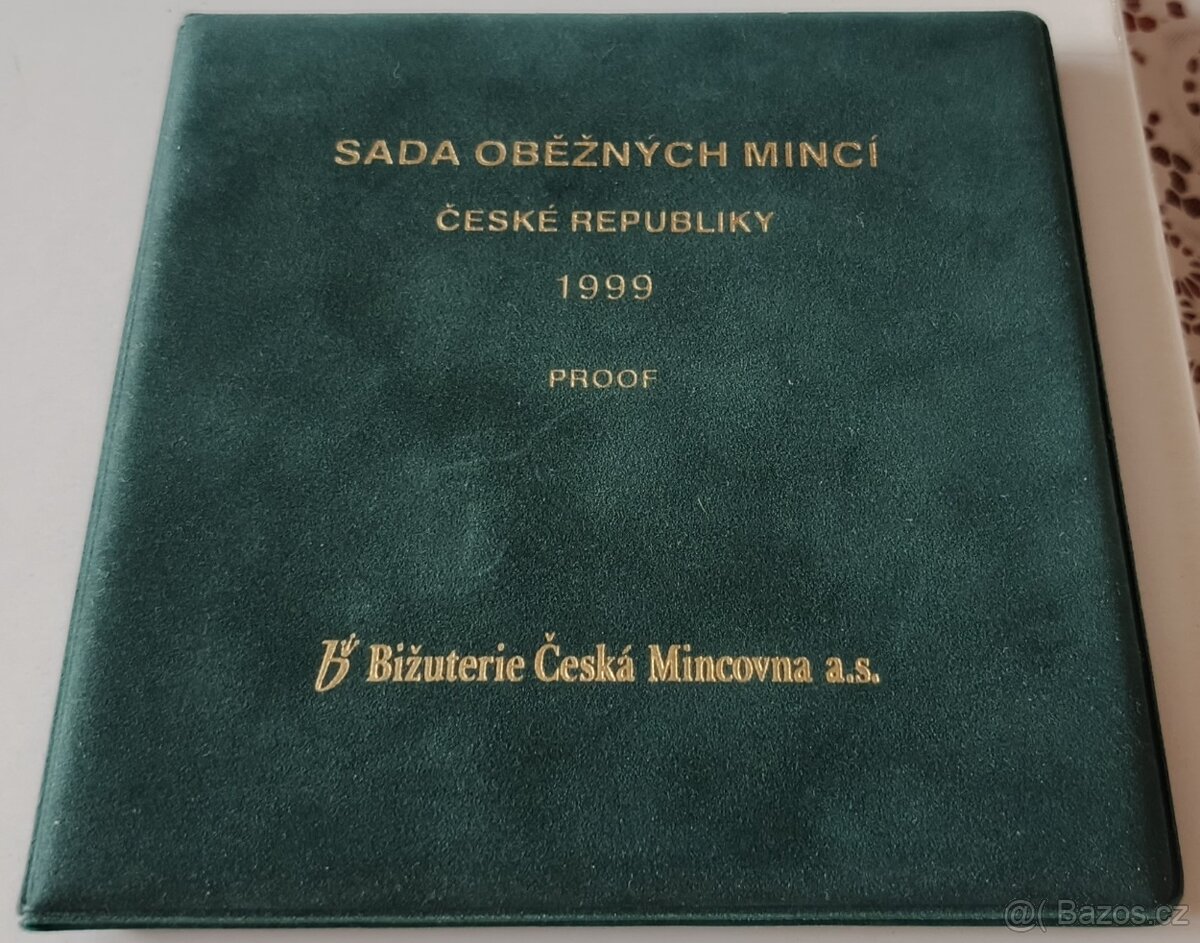 SADA OBĚŽNÝCH MINCÍ
ČESKÉ REPUBLIKY
1999
PROOF
Bižuterie Česká Mincovna a.s.
@( Bazos.cz